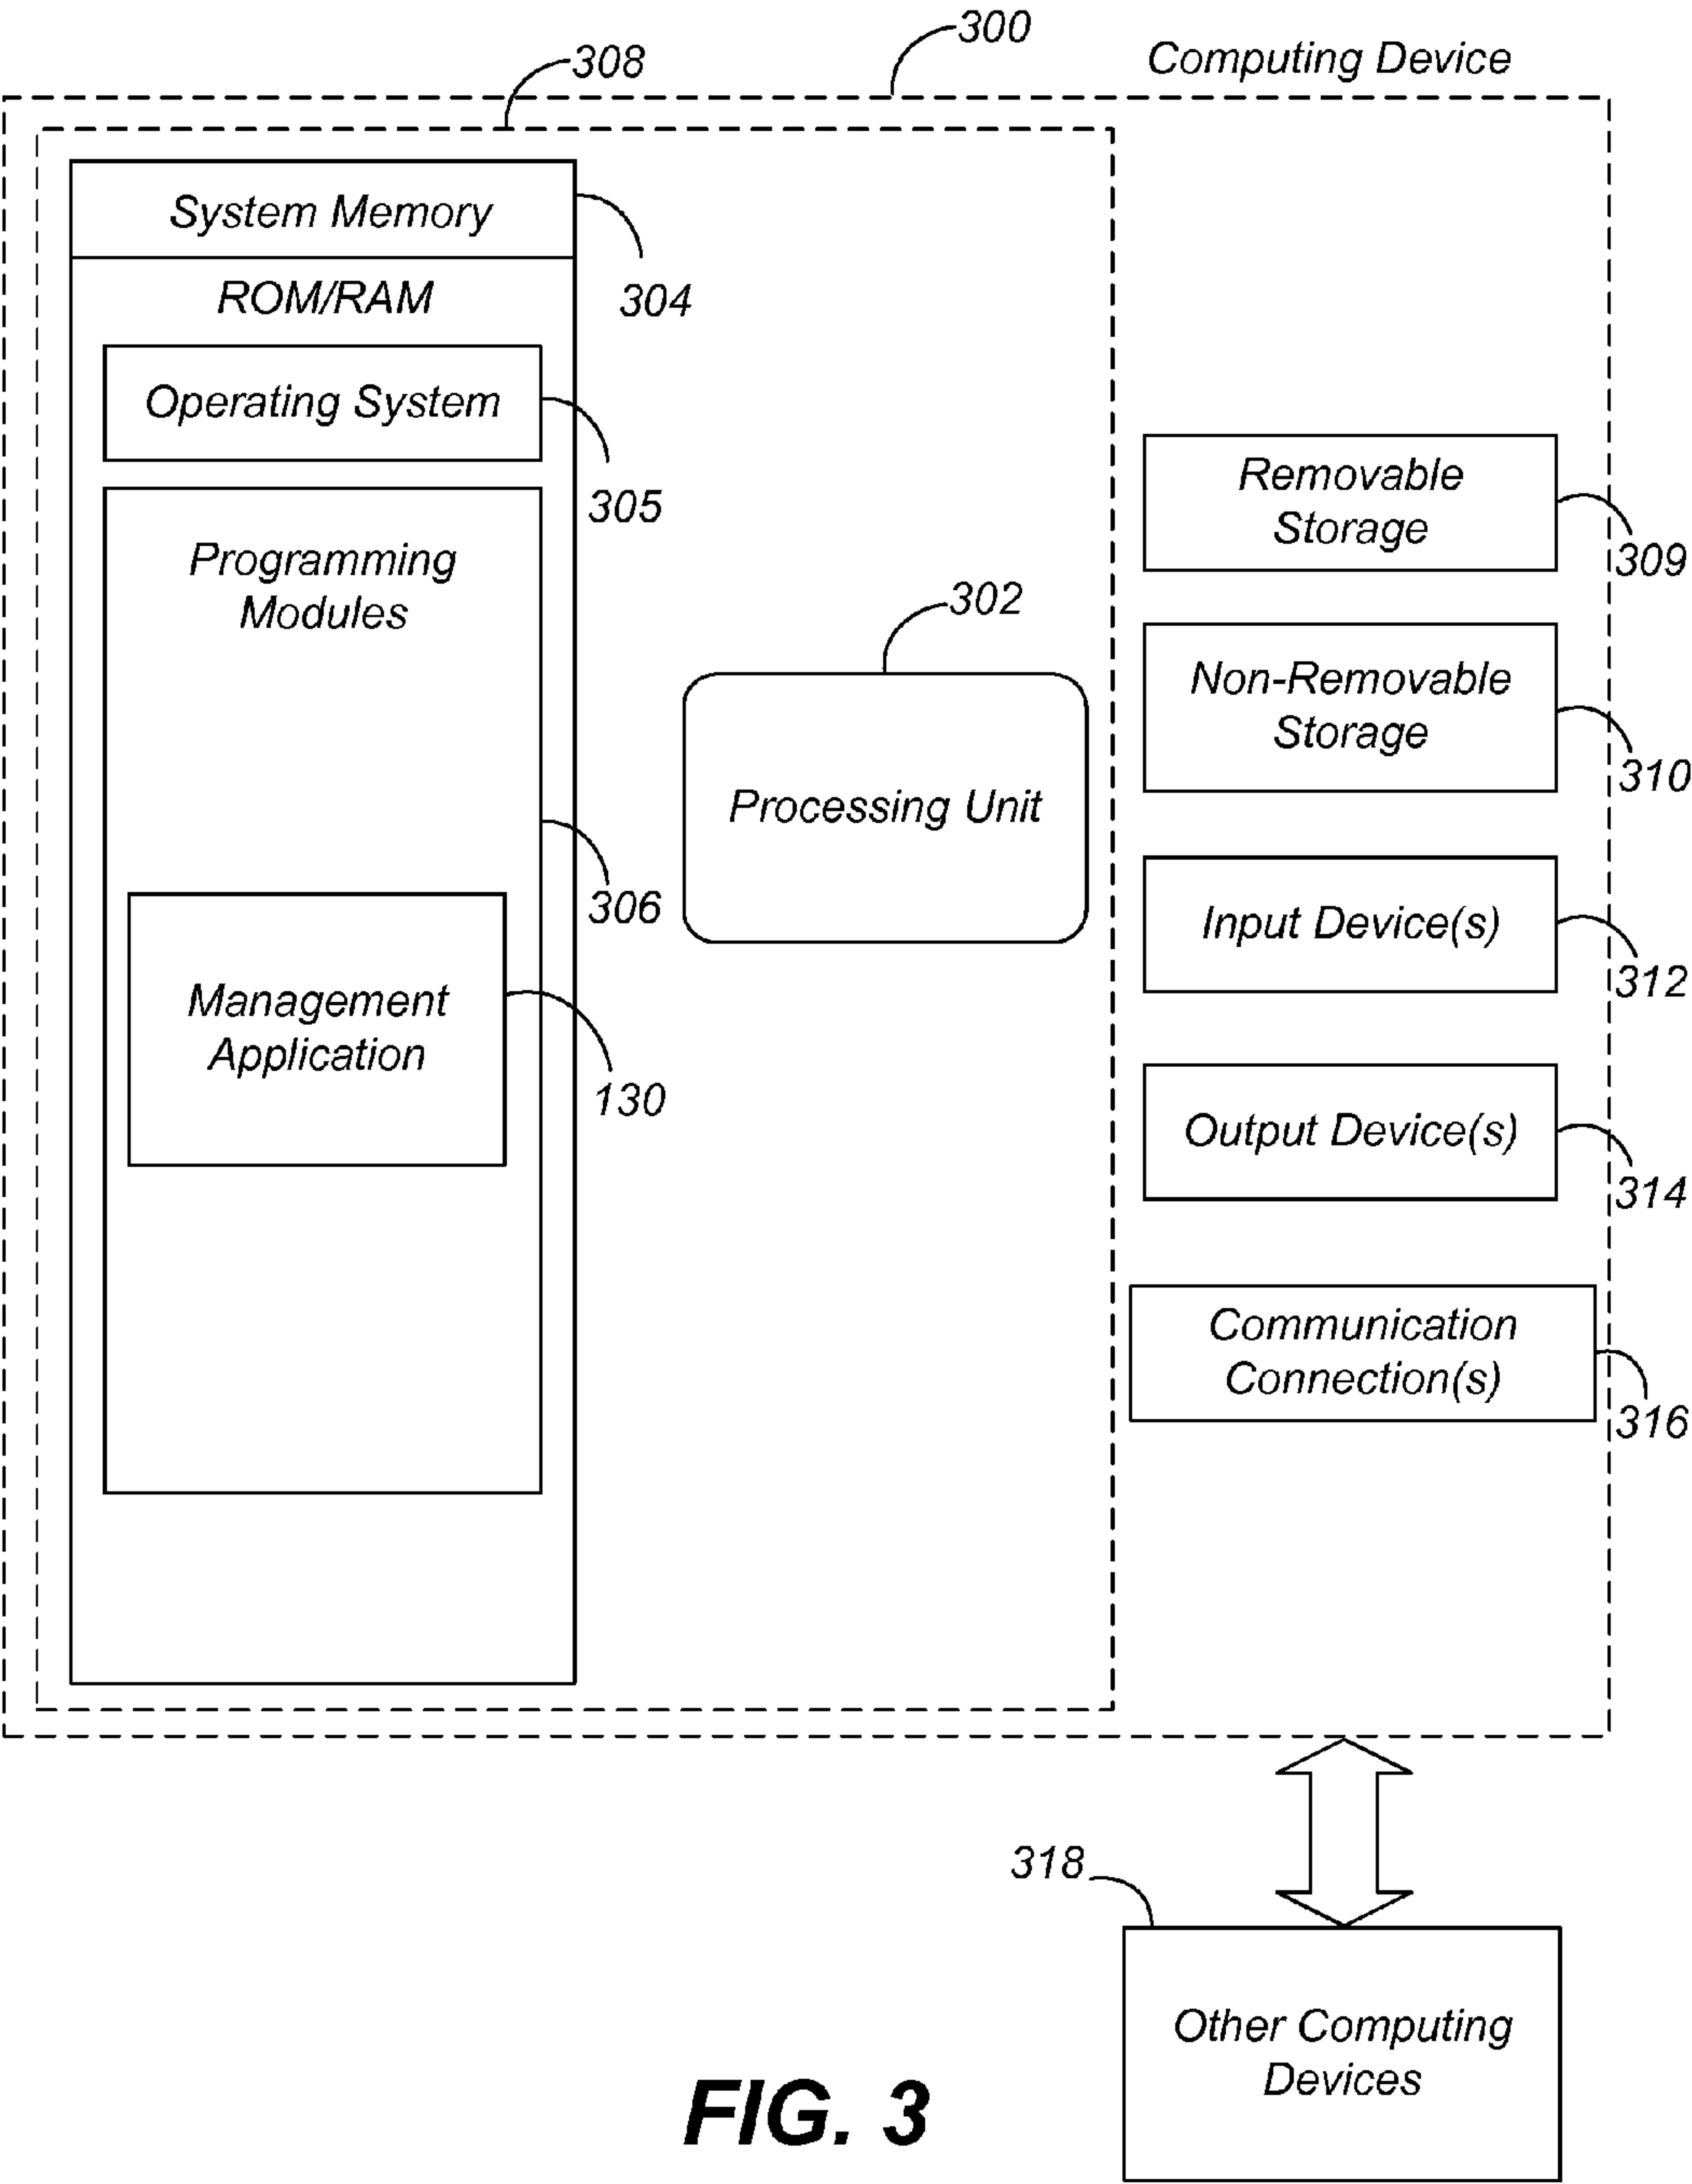 300
Computing Device
308
System Memory
304
ROM/RAM
Operating System
305
Programming
Modules
306
Management
Application
130
302
Processing Unit
Removable
Storage
309
Non-Removable
Storage
310
Input Device(s)
312
Output Device(s)
314
Communication
Connection(s)
316
318
Other Computing
Devices
FIG. 3